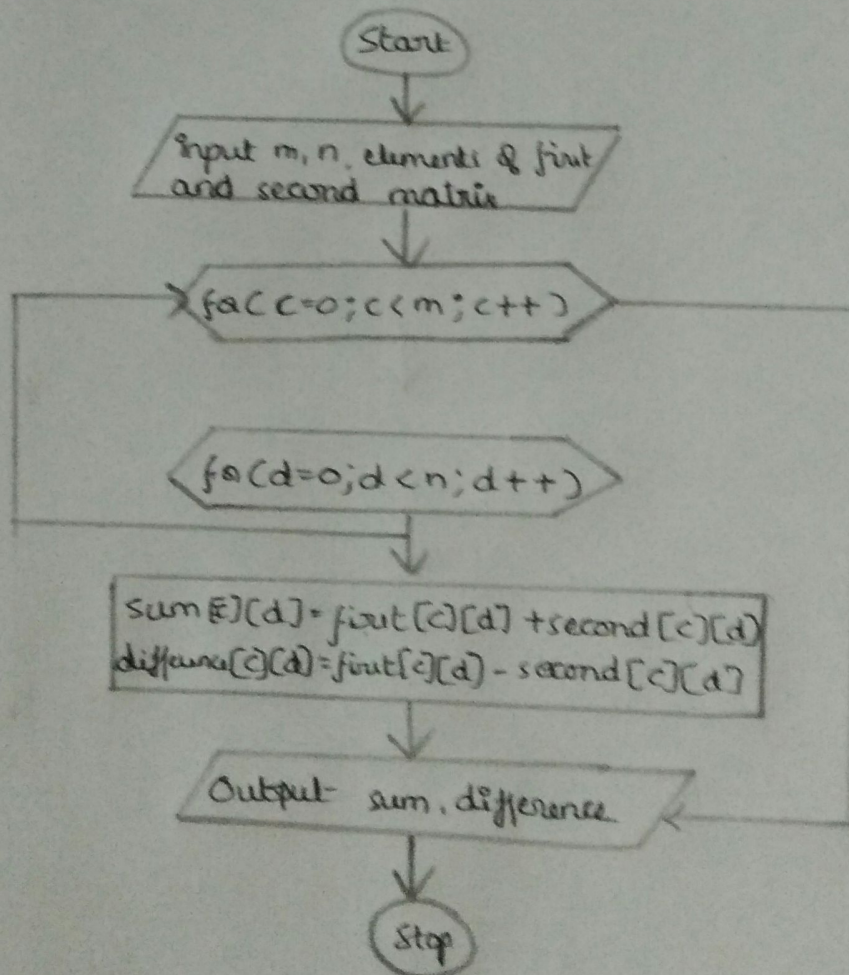 Start
input m, n, elements of first
and second matrix
for(c=0;c<m;c++)
for(d=0;d<n;d++)
sum[c][d]=first[c][d]+second[c][d]
difference[c][d]=first[c][d]-second[c][d]
Output sum, difference
Stop